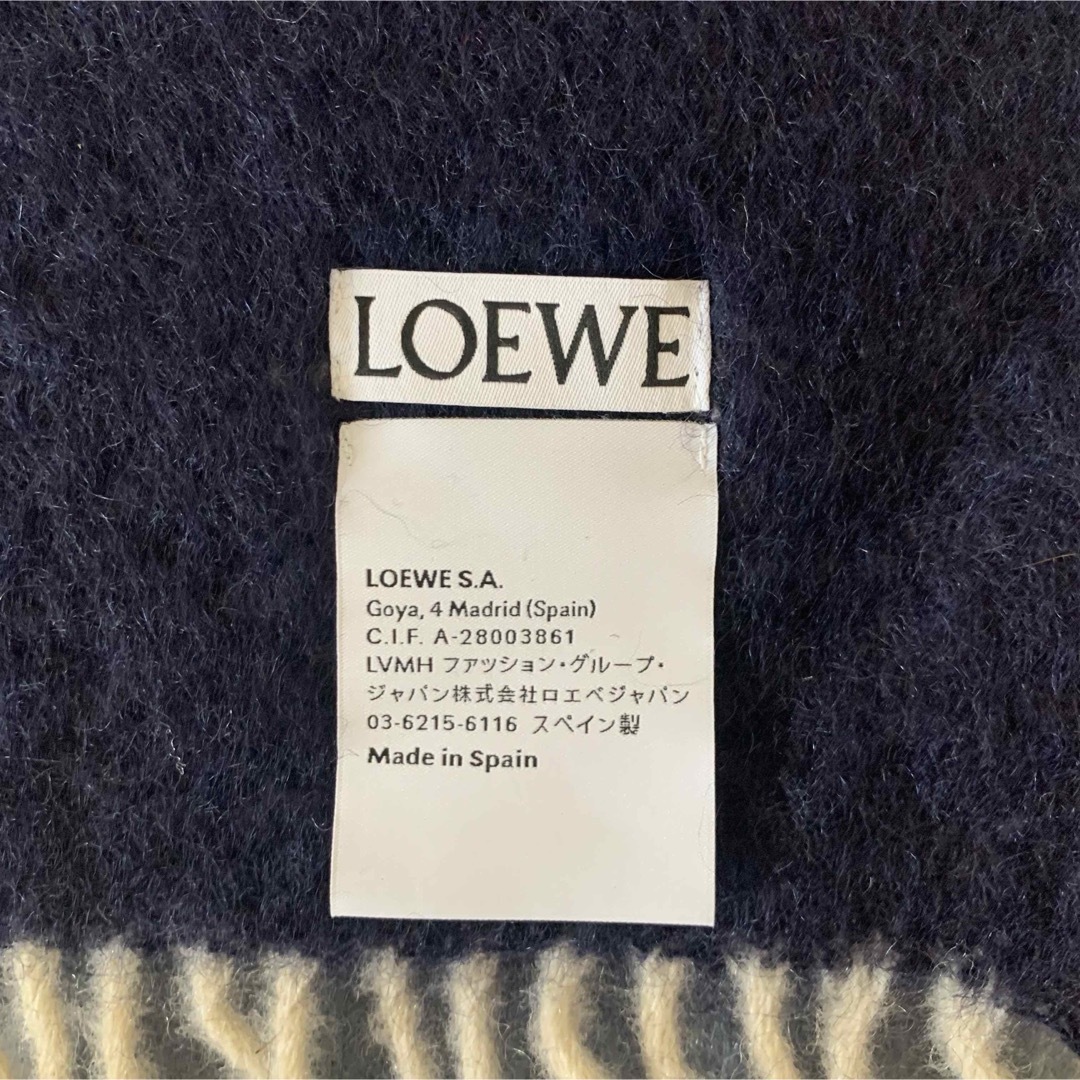 LOEWE
LOEWE S.A.
Goya, 4 Madrid (Spain)
C.I.F. A-28003861
LVMH ファッション・グループ・
ジャパン株式会社ロエベジャパン
03-6215-6116 スペイン製
Made in Spain